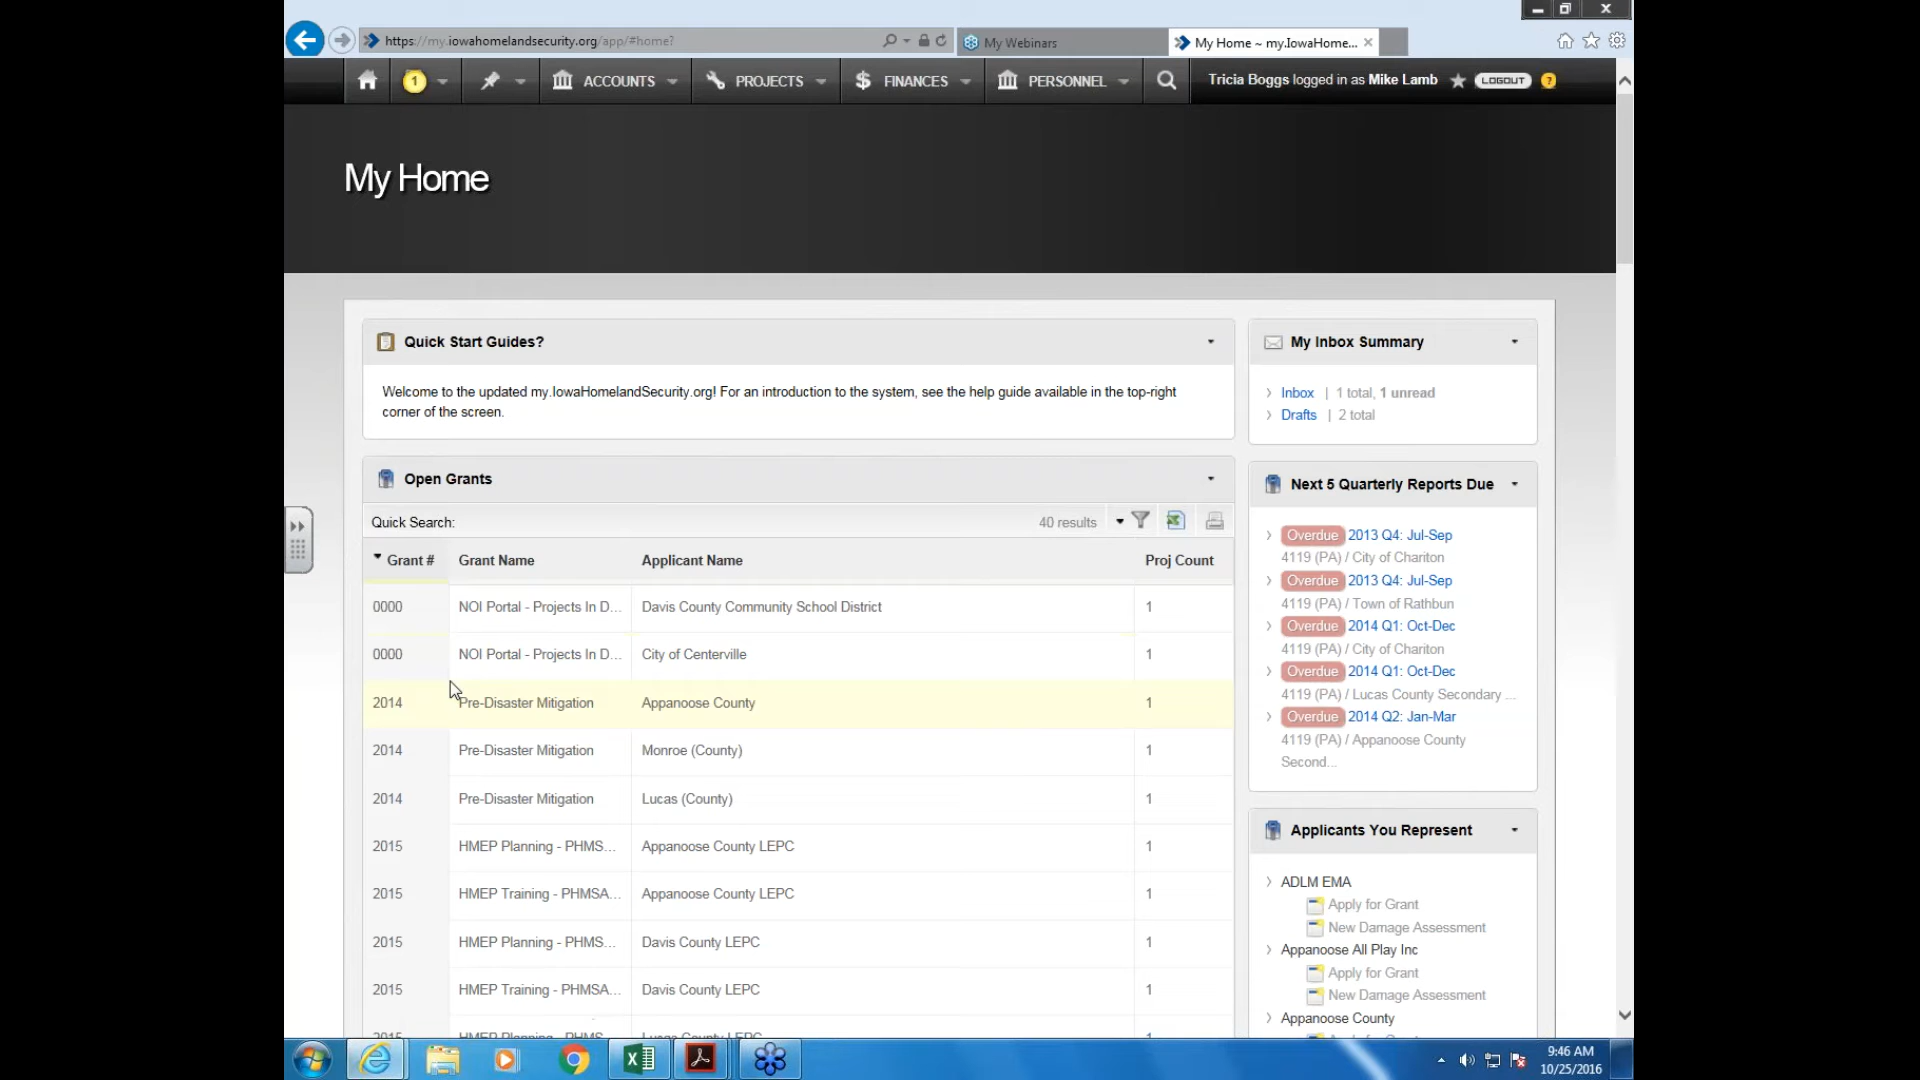 https://my.iowahomelandsecurity.org/app/#home?
My Webinars
My Home ~ my.IowaHome...
1
ACCOUNTS
PROJECTS
$ FINANCES
PERSONNEL
Tricia Boggs logged in as Mike Lamb
LOGOUT
?
My Home
Quick Start Guides?
Welcome to the updated my.IowaHomelandSecurity.org! For an introduction to the system, see the help guide available in the top-right
corner of the screen.
Open Grants
Quick Search:
40 results
Grant # Grant Name Applicant Name Proj Count
0000 NOI Portal - Projects In D... Davis County Community School District 1
0000 NOI Portal - Projects In D... City of Centerville 1
2014 Pre-Disaster Mitigation Appanoose County 1
2014 Pre-Disaster Mitigation Monroe (County) 1
2014 Pre-Disaster Mitigation Lucas (County) 1
2015 HMEP Planning - PHMS... Appanoose County LEPC 1
2015 HMEP Training - PHMSA... Appanoose County LEPC 1
2015 HMEP Planning - PHMS... Davis County LEPC 1
2015 HMEP Training - PHMSA... Davis County LEPC 1
2015 HMEP Planning - PHMS... Lucas County LEPC 1
My Inbox Summary
Inbox | 1 total, 1 unread
Drafts | 2 total
Next 5 Quarterly Reports Due
Overdue 2013 Q4: Jul-Sep
4119 (PA) / City of Chariton
Overdue 2013 Q4: Jul-Sep
4119 (PA) / Town of Rathbun
Overdue 2014 Q1: Oct-Dec
4119 (PA) / City of Chariton
Overdue 2014 Q1: Oct-Dec
4119 (PA) / Lucas County Secondary ...
Overdue 2014 Q2: Jan-Mar
4119 (PA) / Appanoose County
Second...
Applicants You Represent
ADLM EMA
Apply for Grant
New Damage Assessment
Appanoose All Play Inc
Apply for Grant
New Damage Assessment
Appanoose County
9:46 AM
10/25/2016